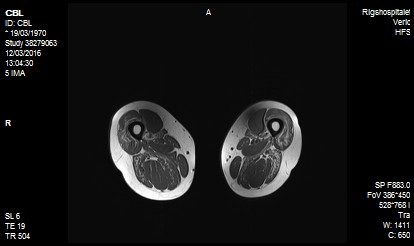 CBL
ID: CBL
* 19/03/1970
Study 38279063
12/03/2016
13:04:30
5 IMA
A
Rigshospitalet
HFS
R
SL 6
TE 19
TR 504
SP F883.0
FoV 386*450
528*768
Tra
W: 1411
C: 650